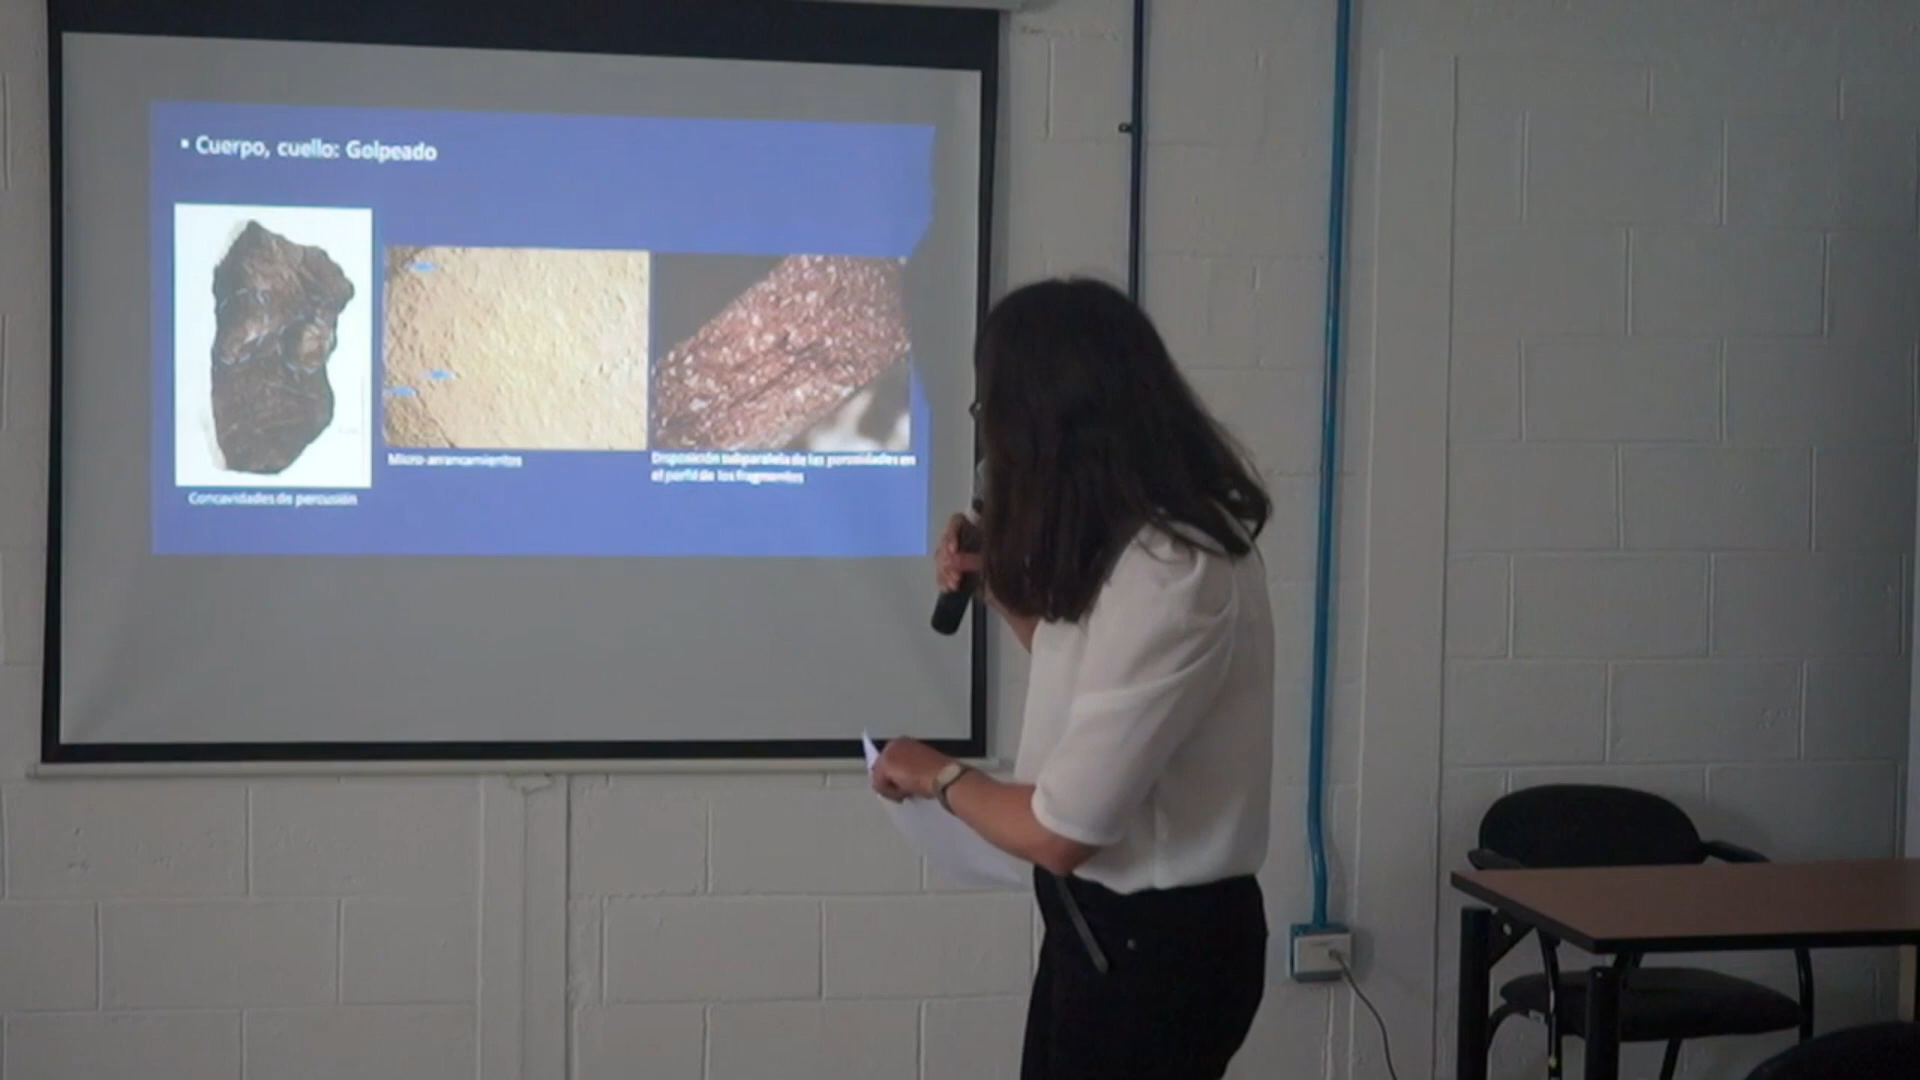 ▪ Cuerpo, cuello: Golpeado
Micro-arrancamientos
Disposición subparalela de las porosidades en
el perfil de los fragmentos
Concavidades de percusión